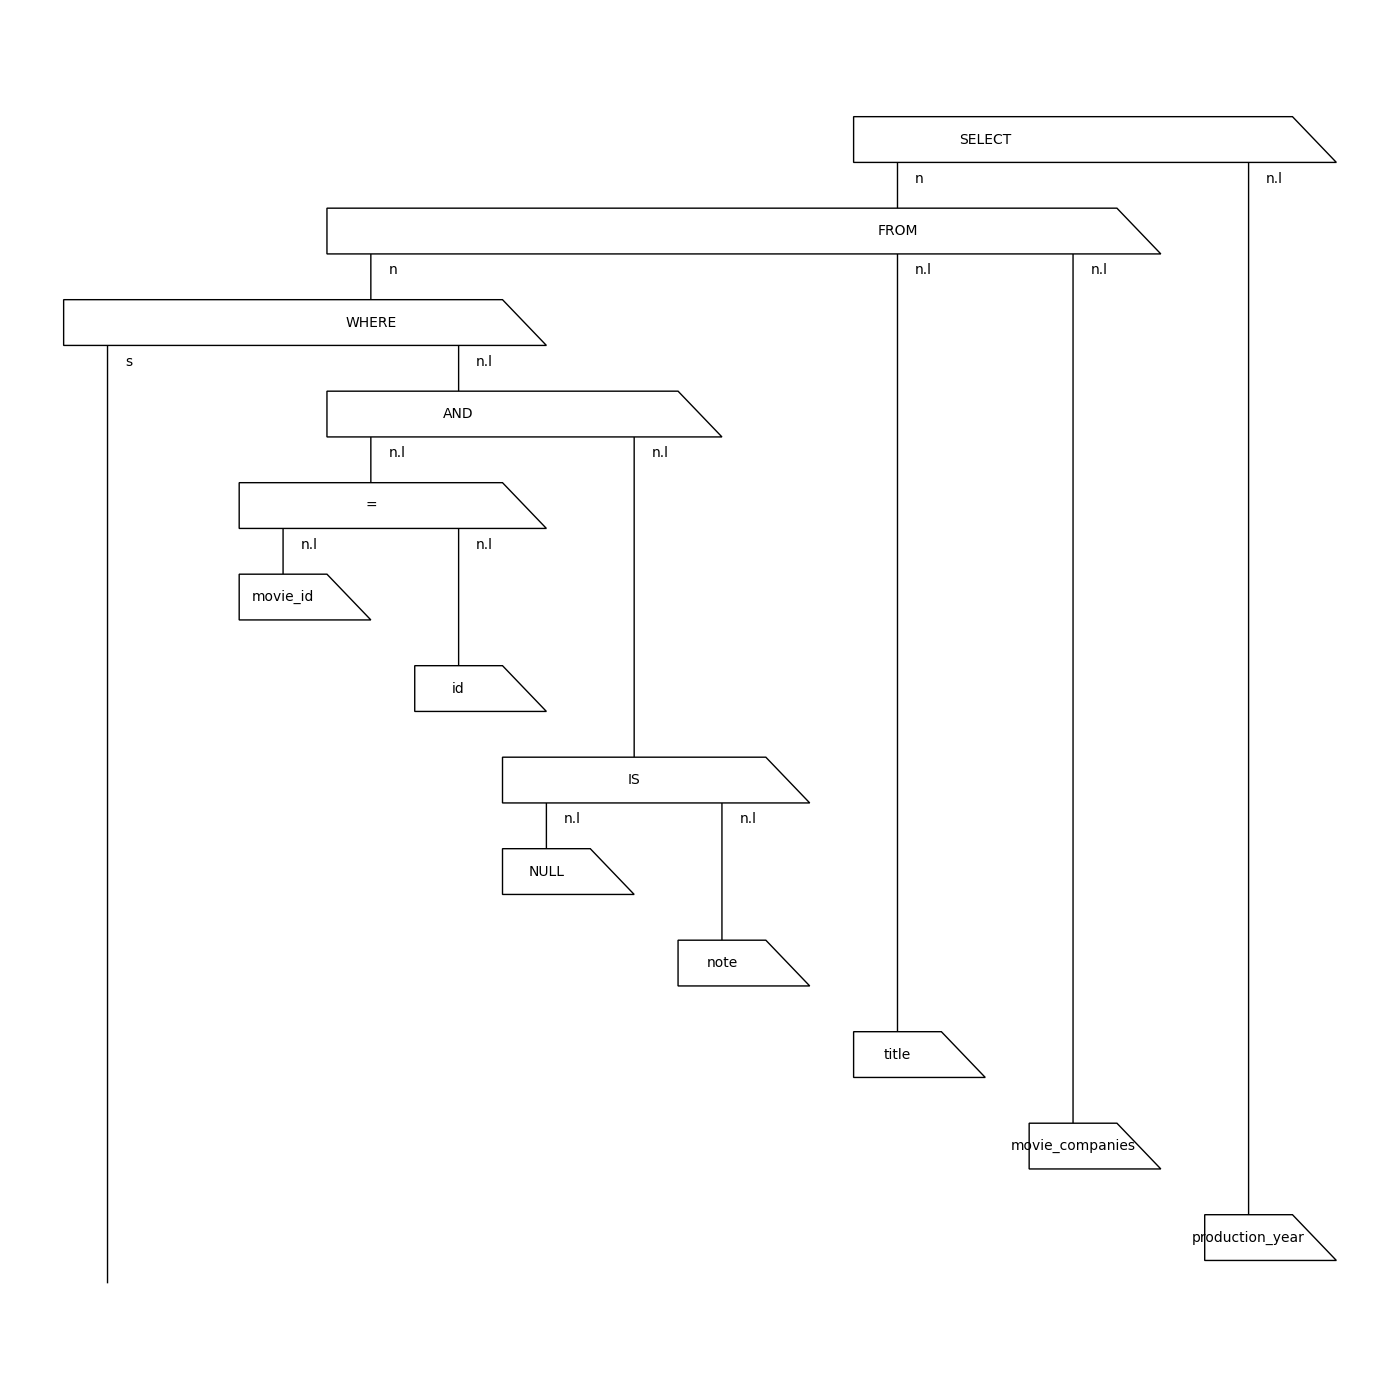 SELECT
n n.l
FROM
n n.l n.l
WHERE
s n.l
AND
n.l n.l
=
n.l n.l
movie_id
id
IS
n.l n.l
NULL
note
title
movie_companies
production_year